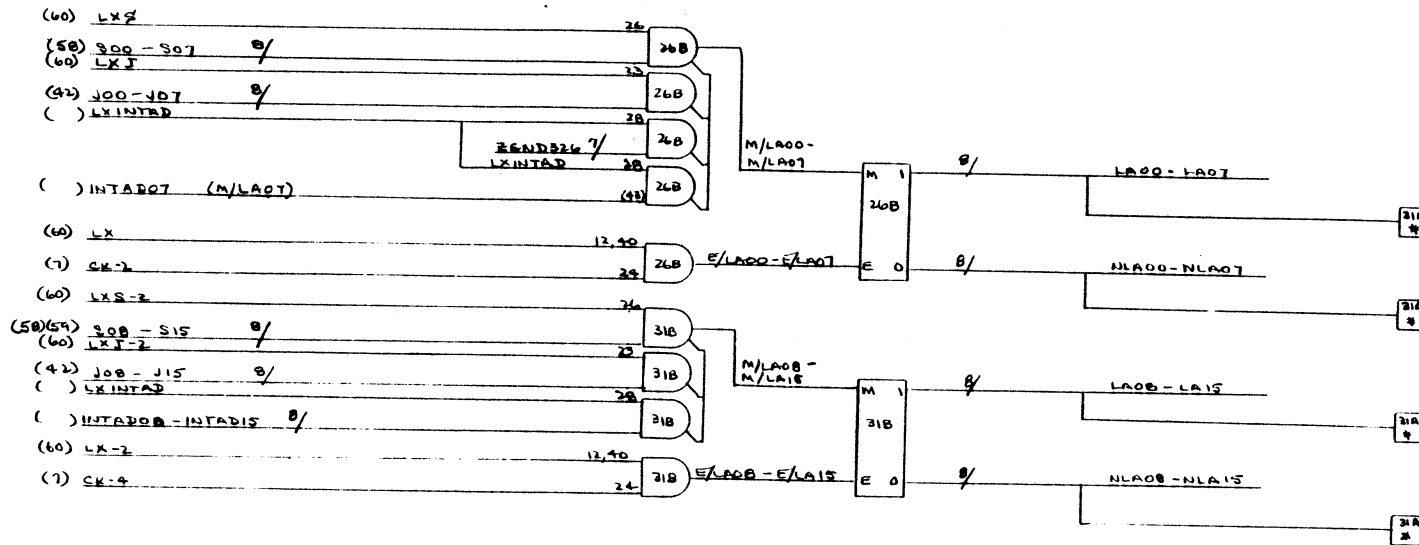 (60) LXS 26
26B
(58) S00 - S07 8/
(60) LXJ 23
26B
(42) J00 - J07 8/
( ) LXINTAD 28
26B
ZGND326 7/
LXINTAD 28
26B
( ) INTAD07 (M/LA07) (48)
M/LA00-
M/LA07
M 1 8/ LA00 - LA07
26B
(60) LX 12,40
26B E/LA00-E/LA07 E 0 8/ NLA00-NLA07
(7) CK-2 24
(60) LXS-2 26
31B
(58)(59) S08 - S15 8/
(60) LXJ-2 23
31B
(42) J08 - J15 8/
( ) LXINTAD 28
31B
( ) INTAD08 - INTAD15 8/
M/LA08 -
M/LA15
M 1 8/ LA08 - LA15
31B
31A
*
(60) LX-2 12,40
31B E/LA08 - E/LA15 E 0 8/ NLA08-NLA15
(7) CK-4 24
31A
*